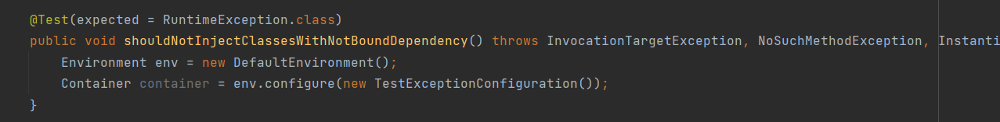 @Test(expected = RuntimeException.class)
public void shouldNotInjectClassesWithNotBoundDependency() throws InvocationTargetException, NoSuchMethodException, Instanti
Environment env = new DefaultEnvironment();
Container container = env.configure(new TestExceptionConfiguration());
}